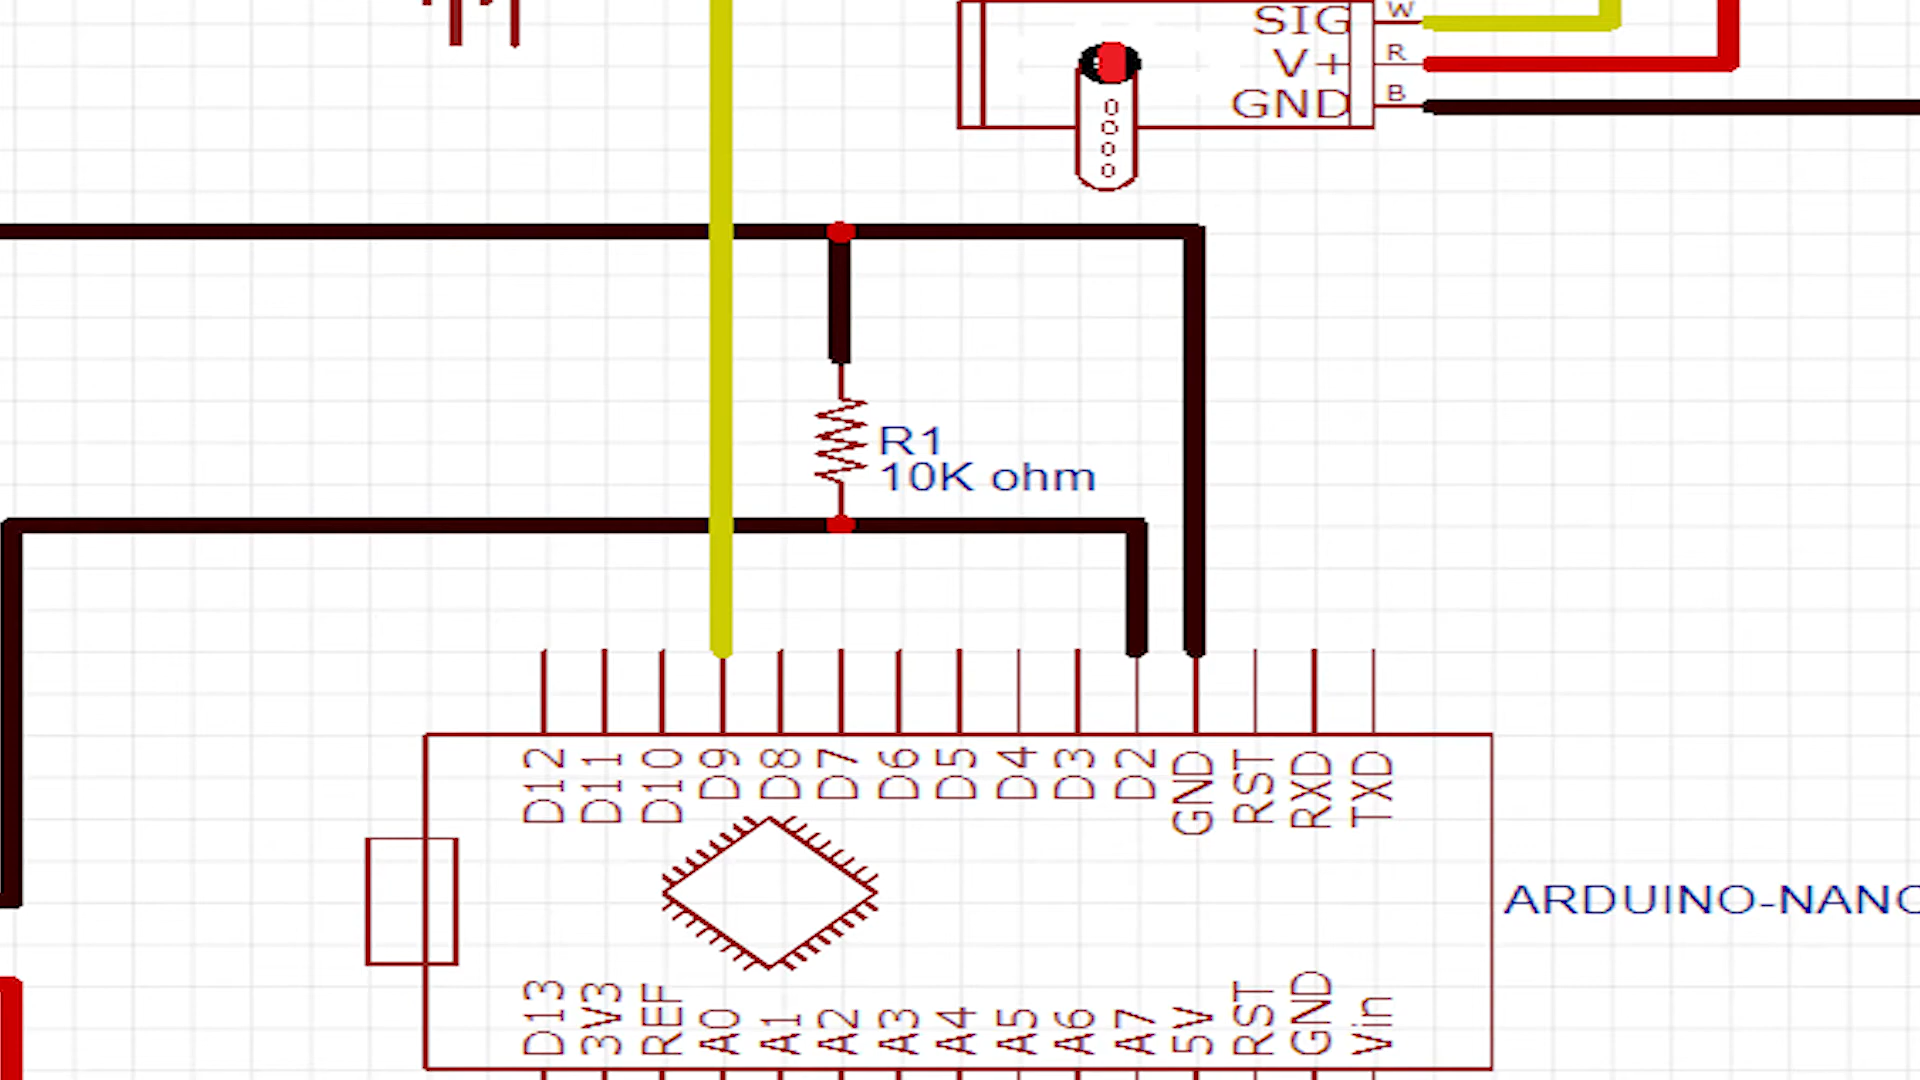 SIG W
V+ R
GND B
R1
10K ohm
D12 D11 D10 D9 D8 D7 D6 D5 D4 D3 D2 GND RST RXD TXD
ARDUINO-NANO
D13 3V3 REF A0 A1 A2 A3 A4 A5 A6 A7 5V RST GND Vin